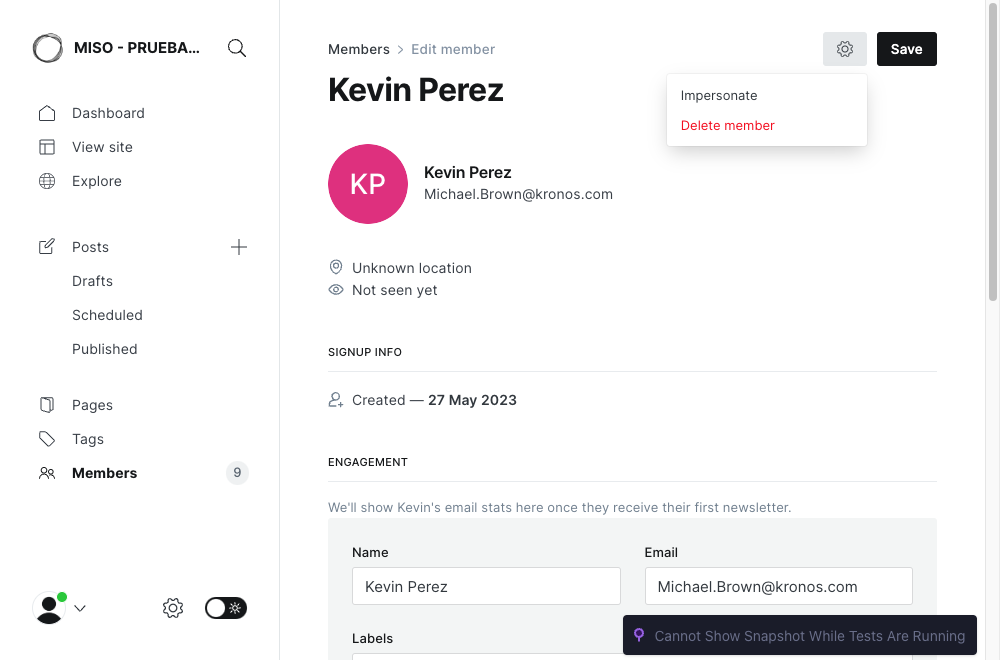 MISO - PRUEBA...
Dashboard
View site
Explore
Posts
Drafts
Scheduled
Published
Pages
Tags
Members
9
Members > Edit member
Save
Kevin Perez
Impersonate
Delete member
KP
Kevin Perez
Michael.Brown@kronos.com
Unknown location
Not seen yet
SIGNUP INFO
Created — 27 May 2023
ENGAGEMENT
We'll show Kevin's email stats here once they receive their first newsletter.
Name
Email
Kevin Perez
Michael.Brown@kronos.com
Labels
Cannot Show Snapshot While Tests Are Running